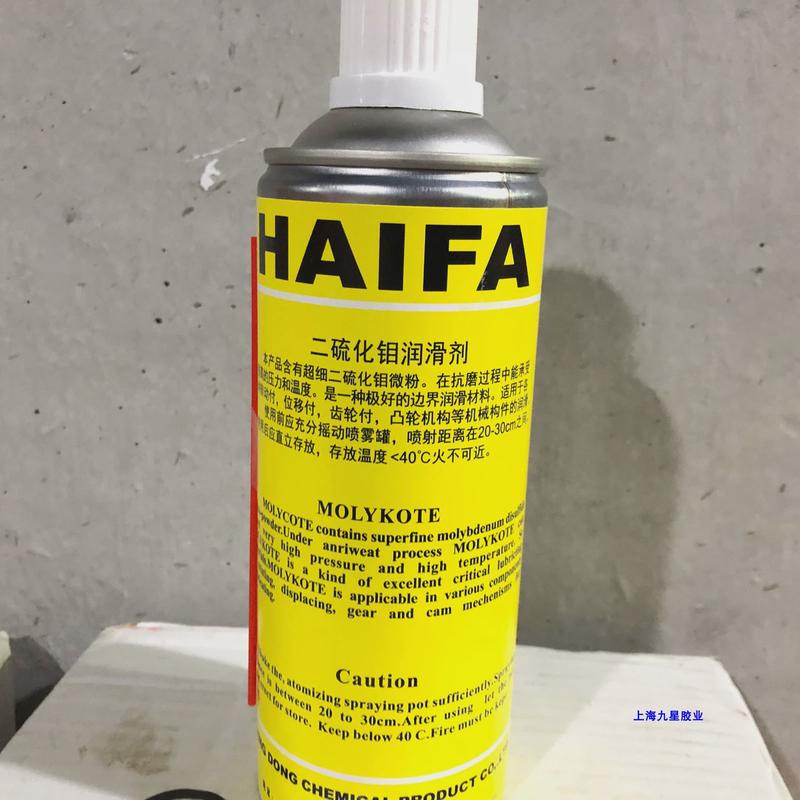 HAIFA
二硫化钼润滑剂
本产品含有超细二硫化钼微粉。在抗磨过程中能承受
的压力和温度。是一种极好的边界润滑材料。适用于各
动付,位移付,齿轮付,凸轮机构等机械构件的润滑
使用前应充分摇动喷雾罐,喷射距离在20-30cm之间。
后应直立存放,存放温度<40℃火不可近。
MOLYKOTE
MOLYCOTE contains superfine molybdenum
powder.Under anriweat process MOLYKOTE
very high pressure and high temperature.
is a kind of excellent critical
MOLYKOTE is applicable in various
displacing, gear and cam mechenisms
Caution
the, atomizing spraying pot sufficiently.
is between 20 to 30cm.After using let the
for store. Keep below 40 C.Fire must be
DONG CHEMICAL PRODUCT CO.
上海九星胶业